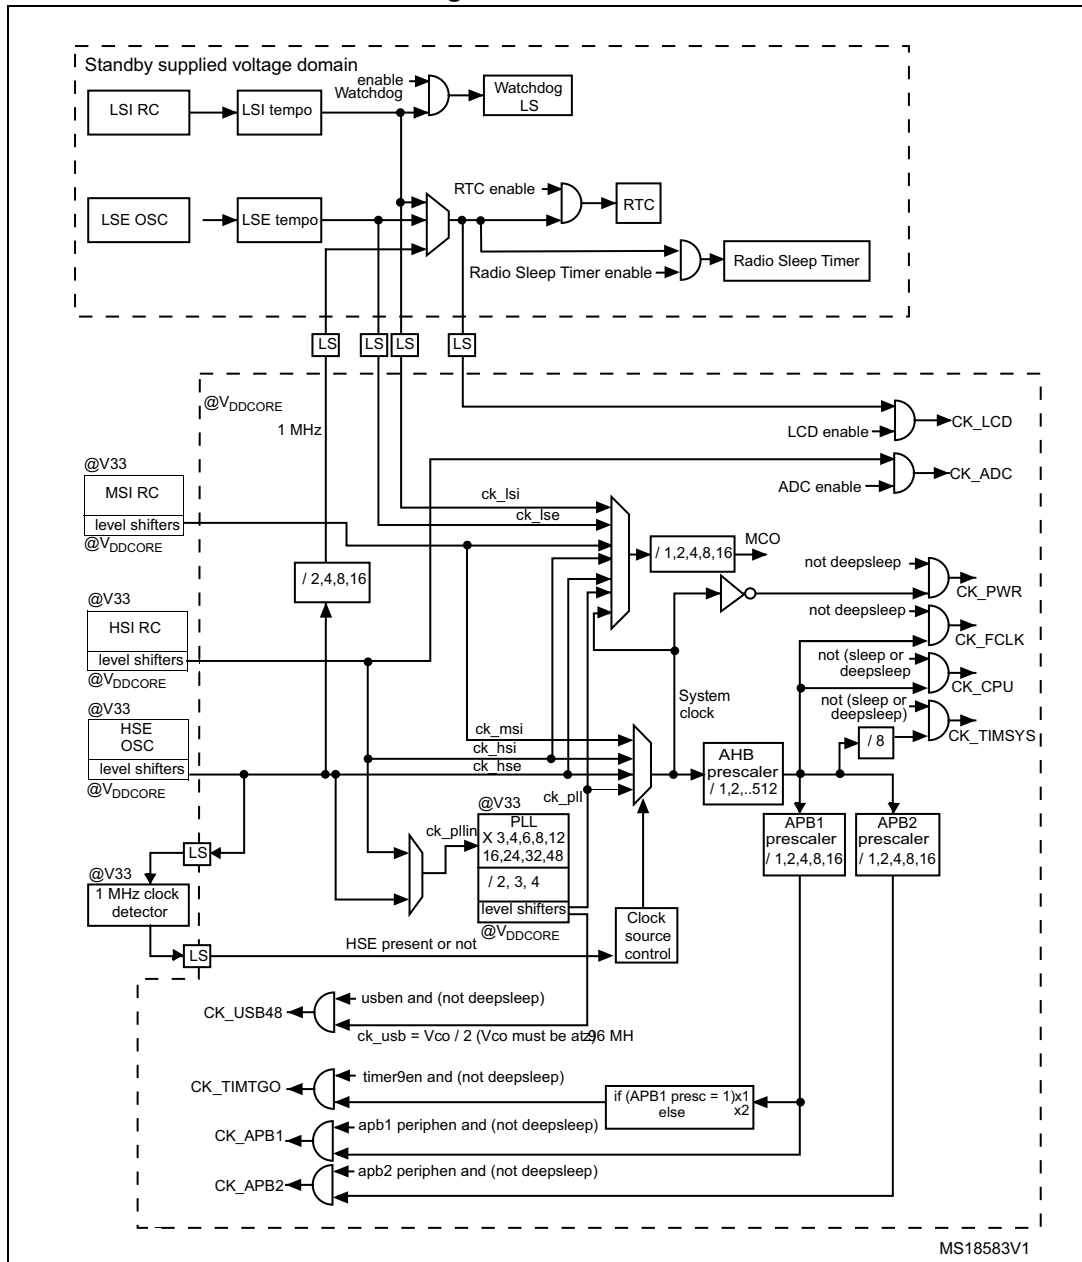 Standby supplied voltage domain
enable
Watchdog
Watchdog
LS
LSI RC
LSI tempo
RTC enable
RTC
LSE OSC
LSE tempo
Radio Sleep Timer enable
Radio Sleep Timer
LS
LS
LS
LS
@VDDCORE
1 MHz
LCD enable
CK_LCD
@V33
MSI RC
level shifters
@VDDCORE
ADC enable
CK_ADC
ck_lsi
ck_lse
/ 1,2,4,8,16
MCO
/ 2,4,8,16
not deepsleep
CK_PWR
@V33
HSI RC
level shifters
@VDDCORE
not deepsleep
CK_FCLK
not (sleep or
deepsleep
CK_CPU
System
clock
not (sleep or
deepsleep)
CK_TIMSYS
/ 8
@V33
HSE
OSC
level shifters
@VDDCORE
ck_msi
ck_hsi
ck_hse
ck_pll
AHB
prescaler
/ 1,2,..512
APB1
prescaler
/ 1,2,4,8,16
APB2
prescaler
/ 1,2,4,8,16
@V33
PLL
X 3,4,6,8,12
16,24,32,48
/ 2, 3, 4
level shifters
@VDDCORE
ck_pllin
LS
@V33
1 MHz clock
detector
LS
HSE present or not
Clock
source
control
CK_USB48
usben and (not deepsleep)
ck_usb = Vco / 2 (Vco must be at 96 MHz)
CK_TIMTGO
timer9en and (not deepsleep)
if (APB1 presc = 1)x1
else x2
CK_APB1
apb1 periphen and (not deepsleep)
CK_APB2
apb2 periphen and (not deepsleep)
MS18583V1